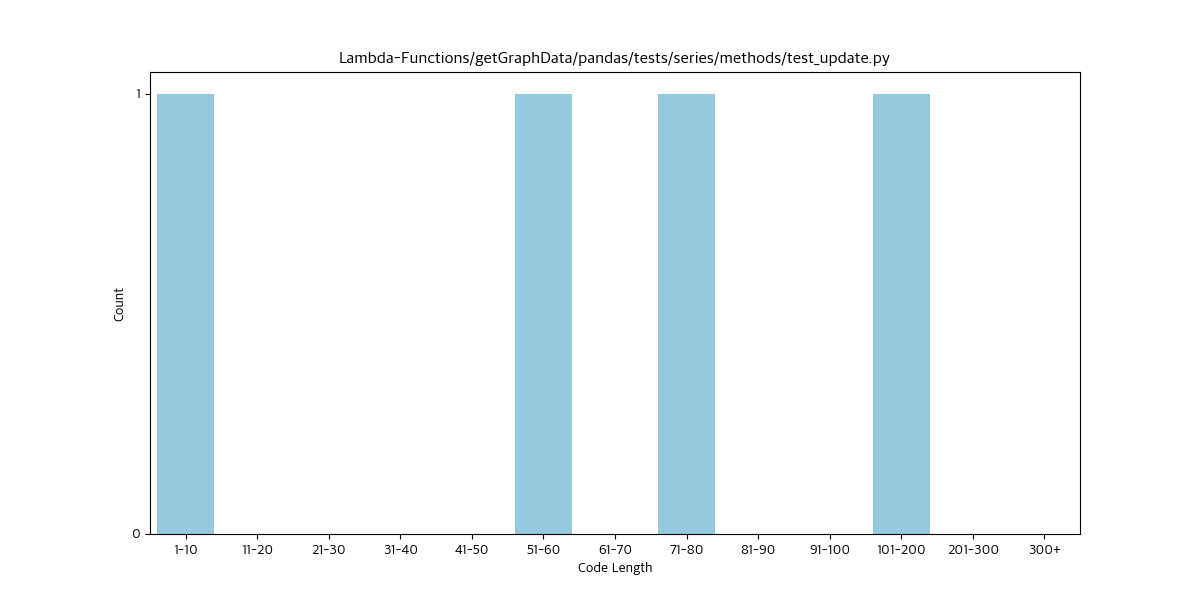 Lambda-Functions/getGraphData/pandas/tests/series/methods/test_update.py
1
Count
0
1-10 11-20 21-30 31-40 41-50 51-60 61-70 71-80 81-90 91-100 101-200 201-300 300+
Code Length